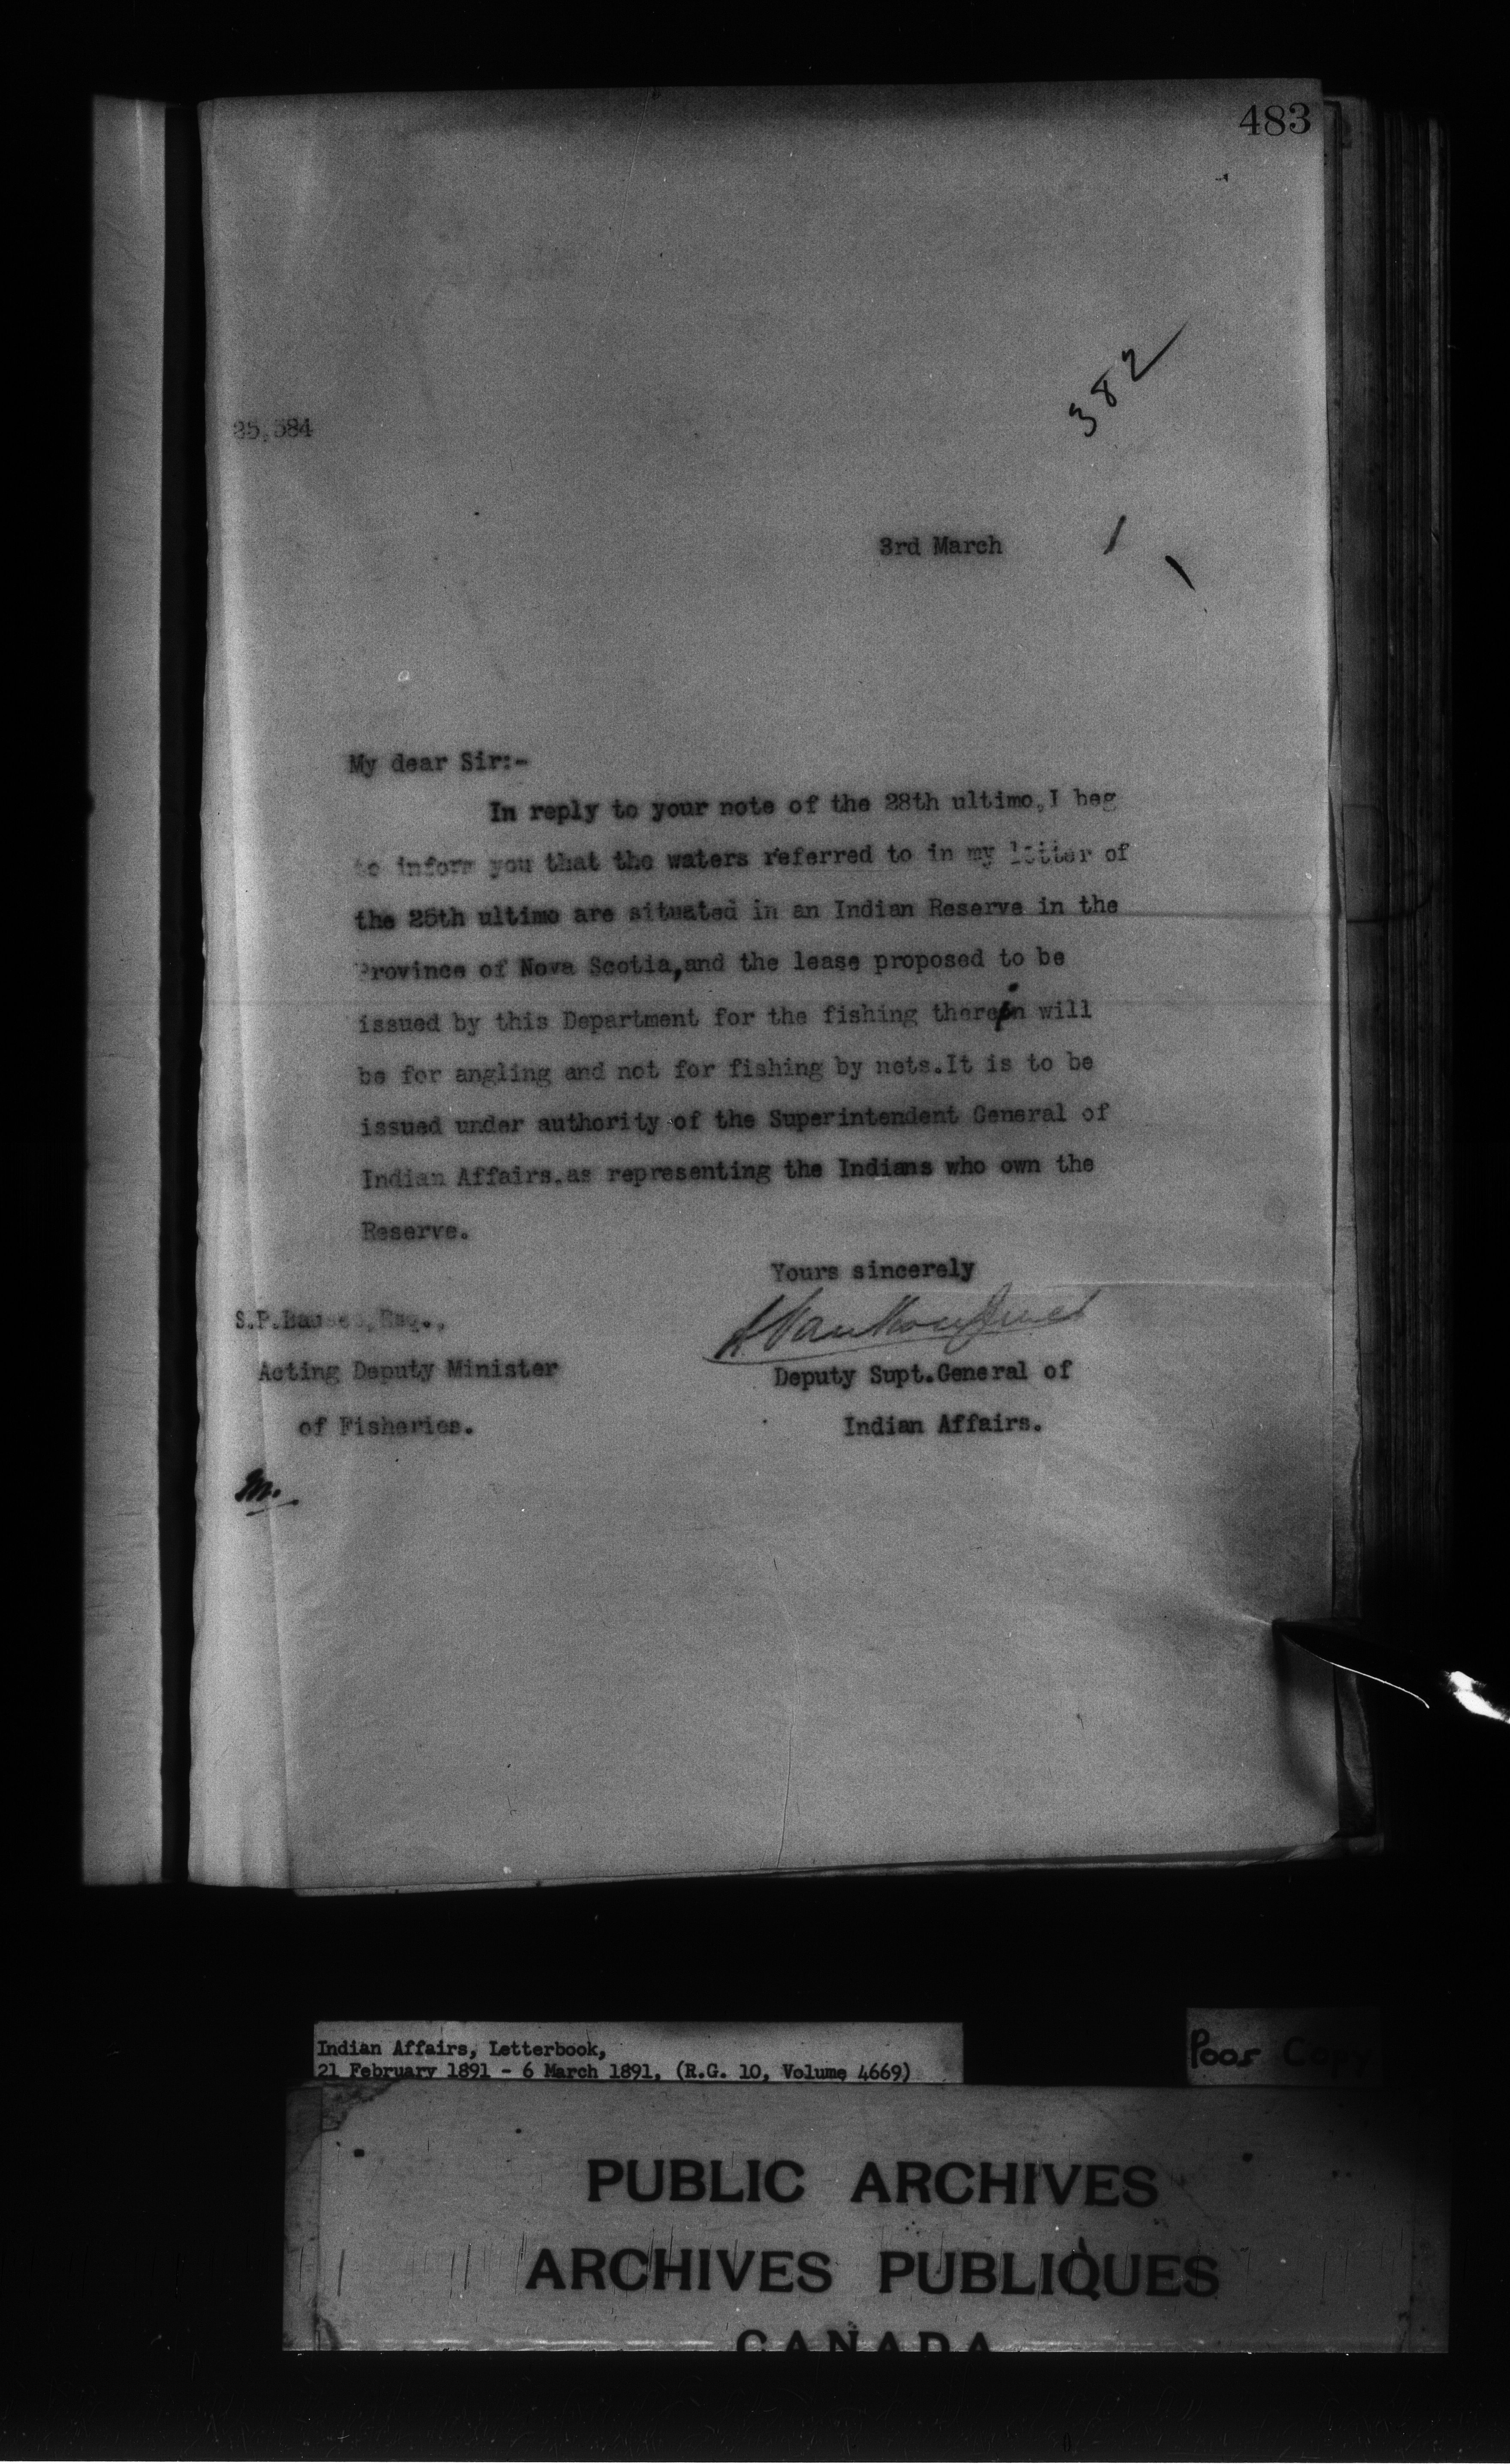 483
382
25,584
3rd March 1
My dear Sir:-
In reply to your note of the 28th ultimo, I beg
to inform you that the waters referred to in my letter of
the 25th ultimo are situated in an Indian Reserve in the
Province of Nova Scotia, and the lease proposed to be
issued by this Department for the fishing therein will
be for angling and not for fishing by nets. It is to be
issued under authority of the Superintendent General of
Indian Affairs, as representing the Indians who own the
Reserve.
Yours sincerely
L VanKoughnet
S.P. Bauset, Esq.,
Acting Deputy Minister
Deputy Supt. General of
of Fisheries.
Indian Affairs.
M.
Indian Affairs, Letterbook,
21 February 1891 - 6 March 1891, (R.G. 10, Volume 4669)
Poor Copy
PUBLIC ARCHIVES
ARCHIVES PUBLIQUES
CANADA